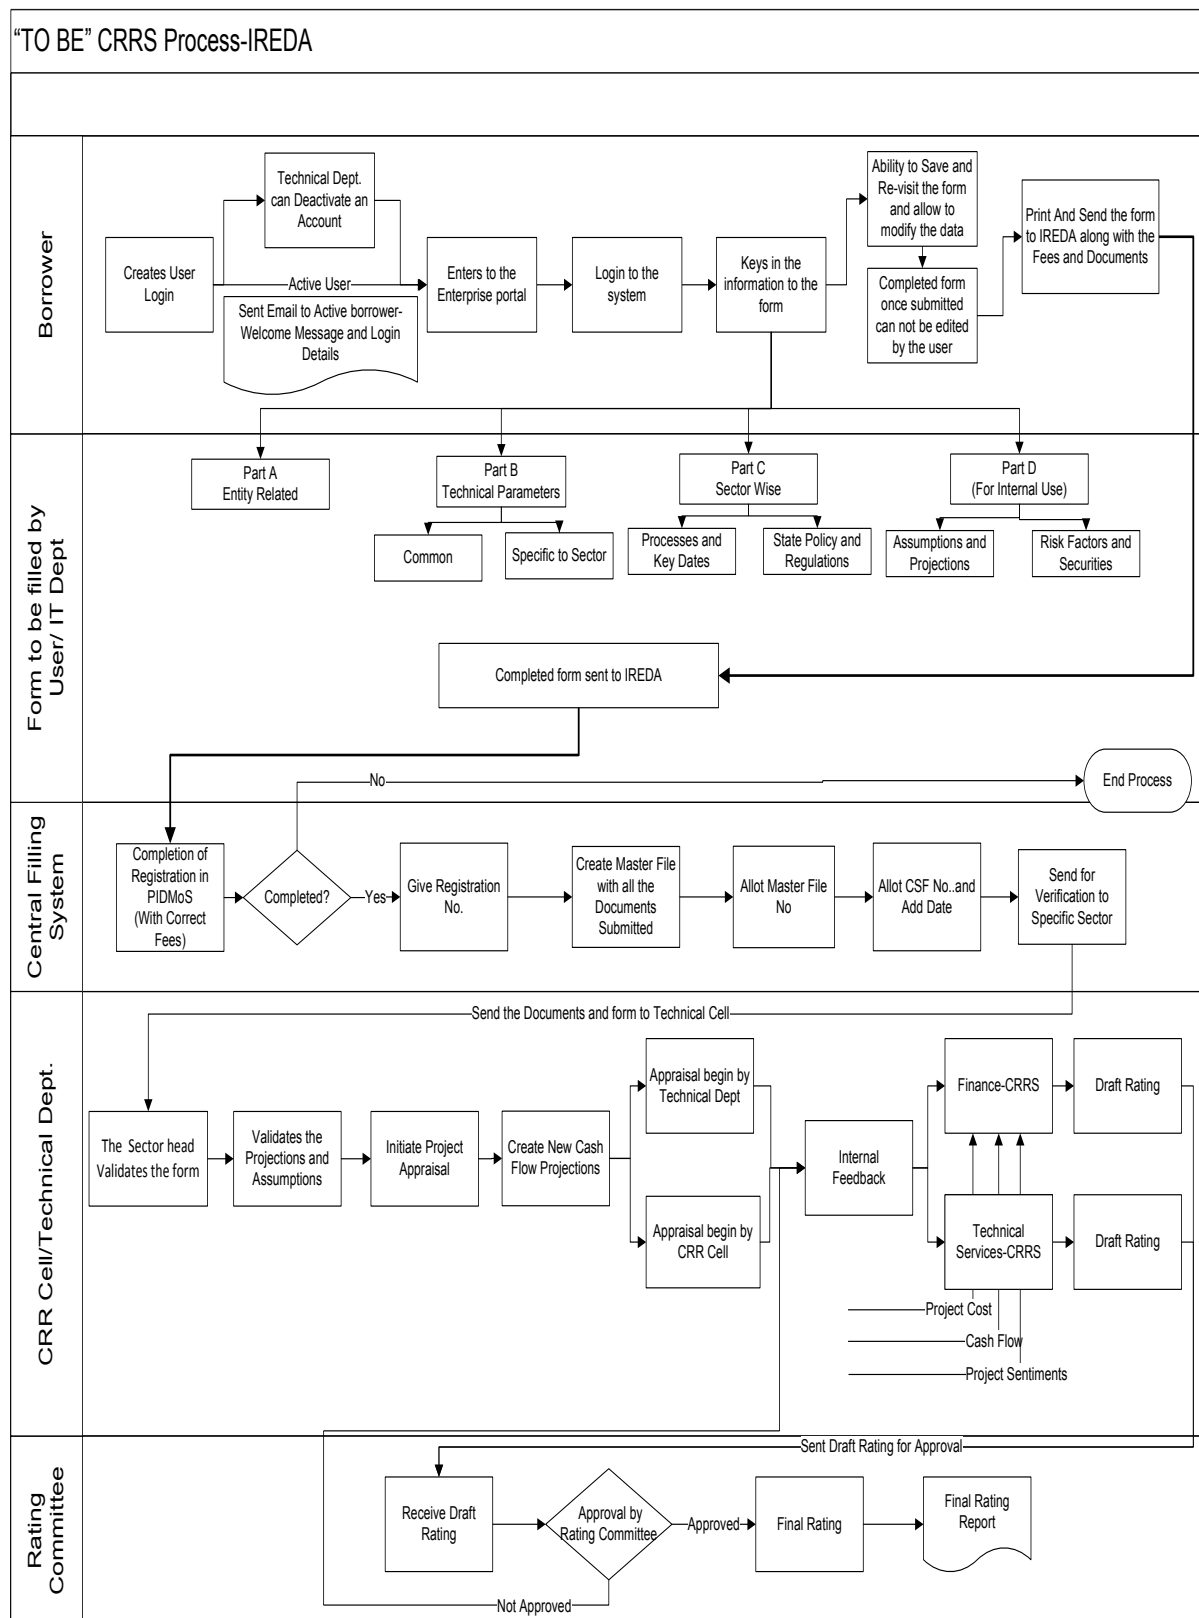 “TO BE” CRRS Process-IREDA
Borrower
Technical Dept.
can Deactivate an
Account
Creates User
Login
Active User
Sent Email to Active borrower-
Welcome Message and Login
Details
Enters to the
Enterprise portal
Login to the
system
Keys in the
information to the
form
Ability to Save and
Re-visit the form
and allow to
modify the data
Completed form
once submitted
can not be edited
by the user
Print And Send the form
to IREDA along with the
Fees and Documents
Form to be filled by
User/ IT Dept
Part A
Entity Related
Part B
Technical Parameters
Common
Specific to Sector
Part C
Sector Wise
Processes and
Key Dates
State Policy and
Regulations
Part D
(For Internal Use)
Assumptions and
Projections
Risk Factors and
Securities
Completed form sent to IREDA
No
End Process
Central Filling
System
Completion of
Registration in
PIDMoS
(With Correct
Fees)
Completed?
Yes
Give Registration
No.
Create Master File
with all the
Documents
Submitted
Allot Master File
No
Allot CSF No..and
Add Date
Send for
Verification to
Specific Sector
CRR Cell/Technical Dept.
Send the Documents and form to Technical Cell
The Sector head
Validates the form
Validates the
Projections and
Assumptions
Initiate Project
Appraisal
Create New Cash
Flow Projections
Appraisal begin by
Technical Dept
Appraisal begin by
CRR Cell
Internal
Feedback
Finance-CRRS
Draft Rating
Technical
Services-CRRS
Draft Rating
Project Cost
Cash Flow
Project Sentiments
Rating
Committee
Sent Draft Rating for Approval
Receive Draft
Rating
Approval by
Rating Committee
Approved
Final Rating
Final Rating
Report
Not Approved